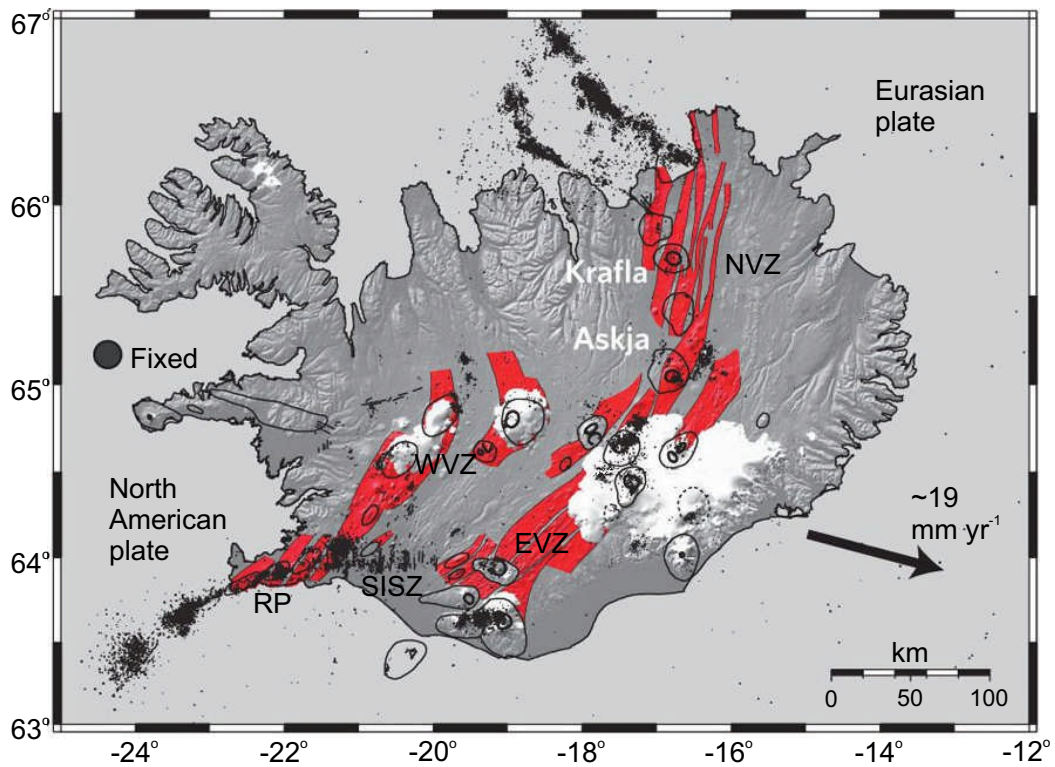 67°
66°
65°
64°
63°
Eurasian
plate
Krafla
NVZ
Askja
Fixed
WVZ
North
American
plate
~19
mm yr⁻¹
EVZ
SISZ
RP
km
0 50 100
-24° -22° -20° -18° -16° -14° -12°